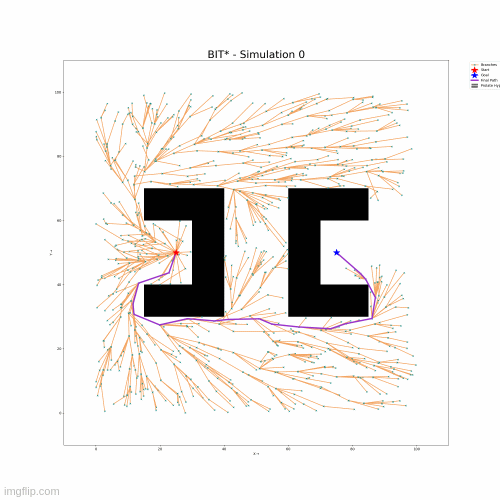 BIT* - Simulation 0
Branches
Start
Goal
Final Path
100
80
60
40
20
0
0 20 40 60 80 100
X→
imgflip.com